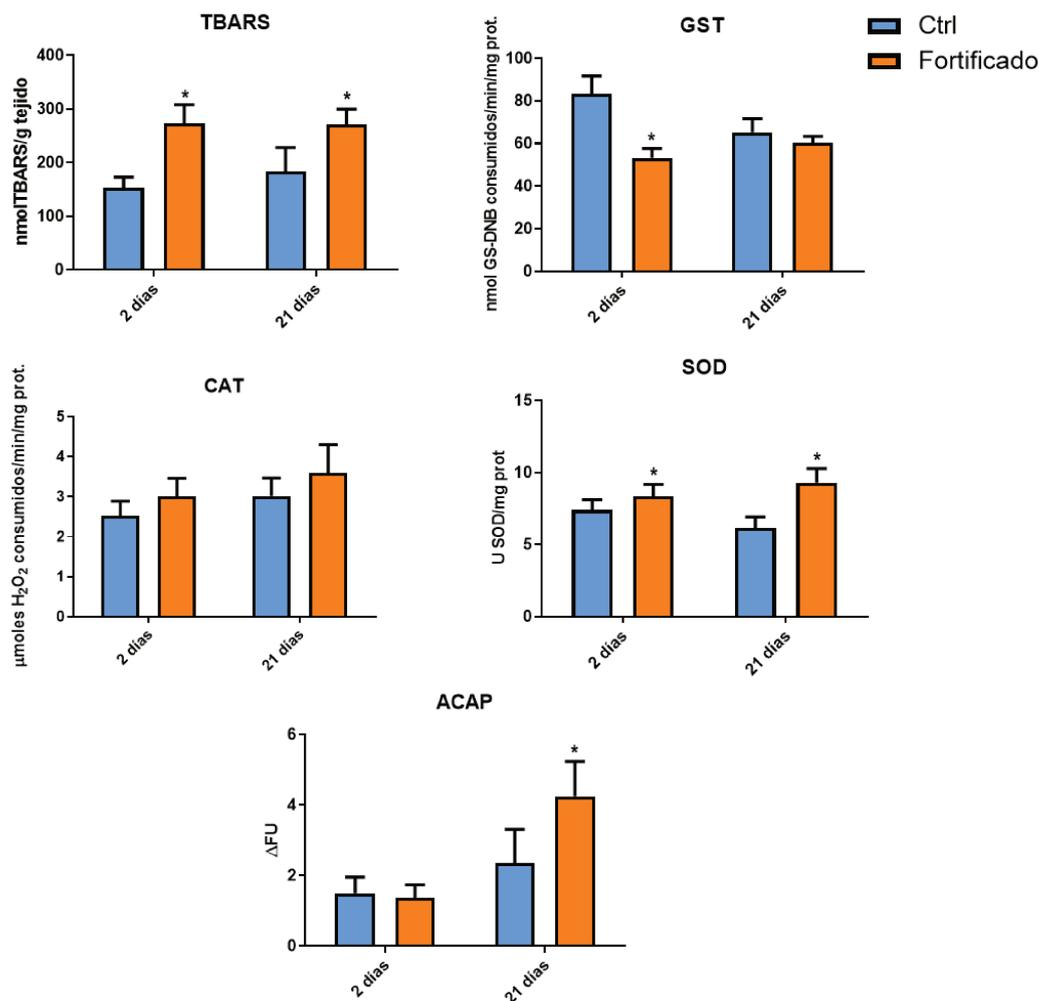 TBARS
nmolTBARS/g tejido
400
300
200
100
0
*
*
2 días
21 días
GST
nmol GS-DNB consumidos/min/mg prot.
100
80
60
40
20
0
*
2 días
21 días
Ctrl
Fortificado
CAT
µmoles H₂O₂ consumidos/min/mg prot.
5
4
3
2
1
0
2 días
21 días
SOD
U SOD/mg prot
15
10
5
0
*
*
2 días
21 días
ACAP
ΔFU
6
4
2
0
*
2 días
21 días